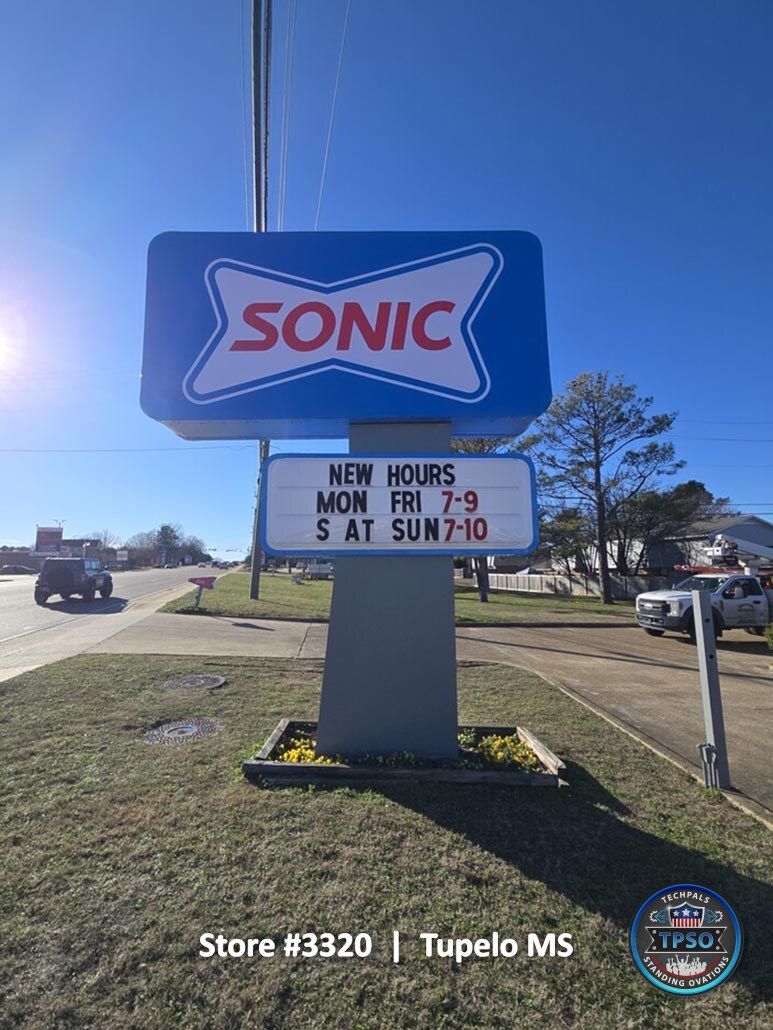 SONIC
NEW HOURS
MON FRI 7-9
S AT SUN 7-10
Store #3320 | Tupelo MS
TECHPALS
TPSO
STANDING OVATIONS